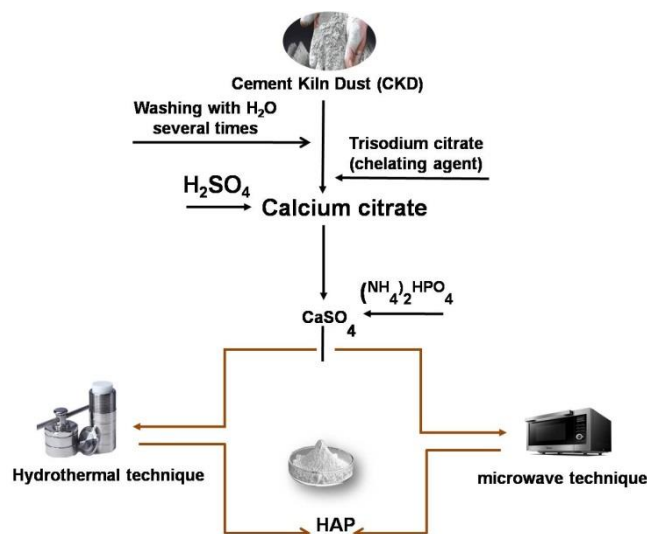 Cement Kiln Dust (CKD)
Washing with H₂O
several times
Trisodium citrate
(chelating agent)
H₂SO₄
Calcium citrate
(NH₄)₂HPO₄
CaSO₄
Hydrothermal technique
microwave technique
HAP